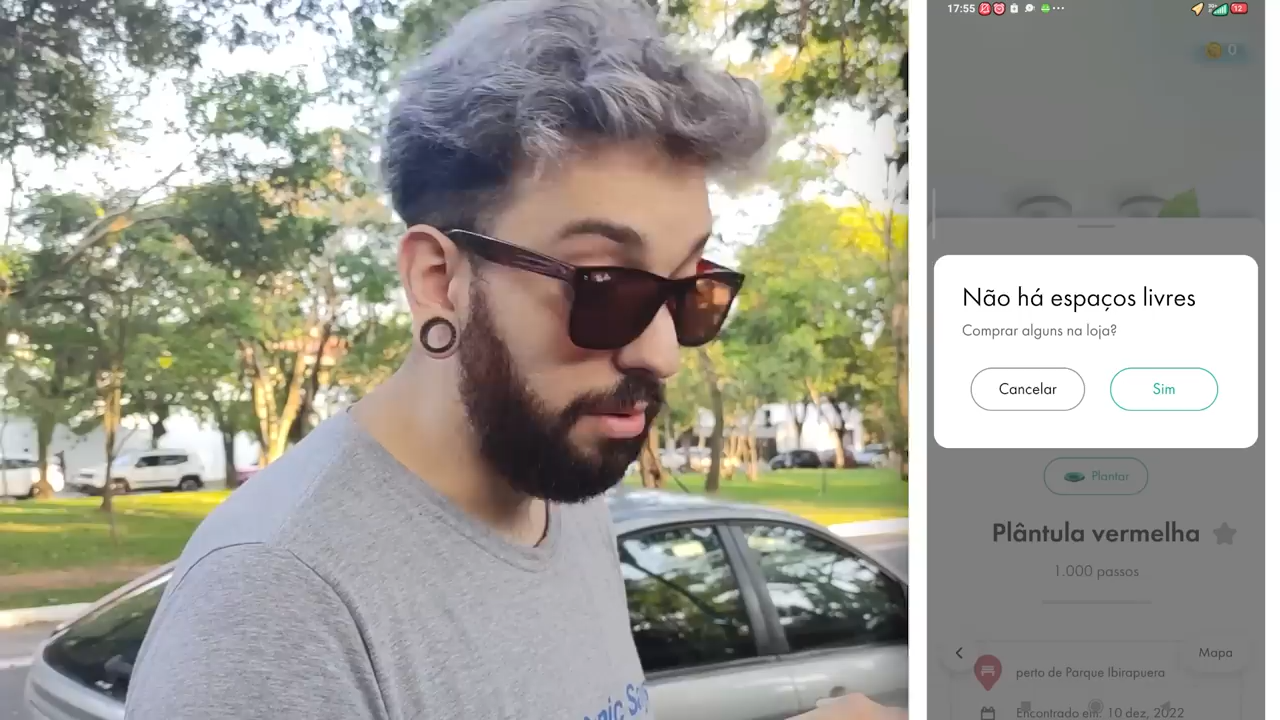 17:55
12
0
Não há espaços livres
Comprar alguns na loja?
Cancelar
Sim
Plantar
Plântula vermelha
1.000 passos
Mapa
perto de Parque Ibirapuera
Encontrado em: 10 dez, 2022